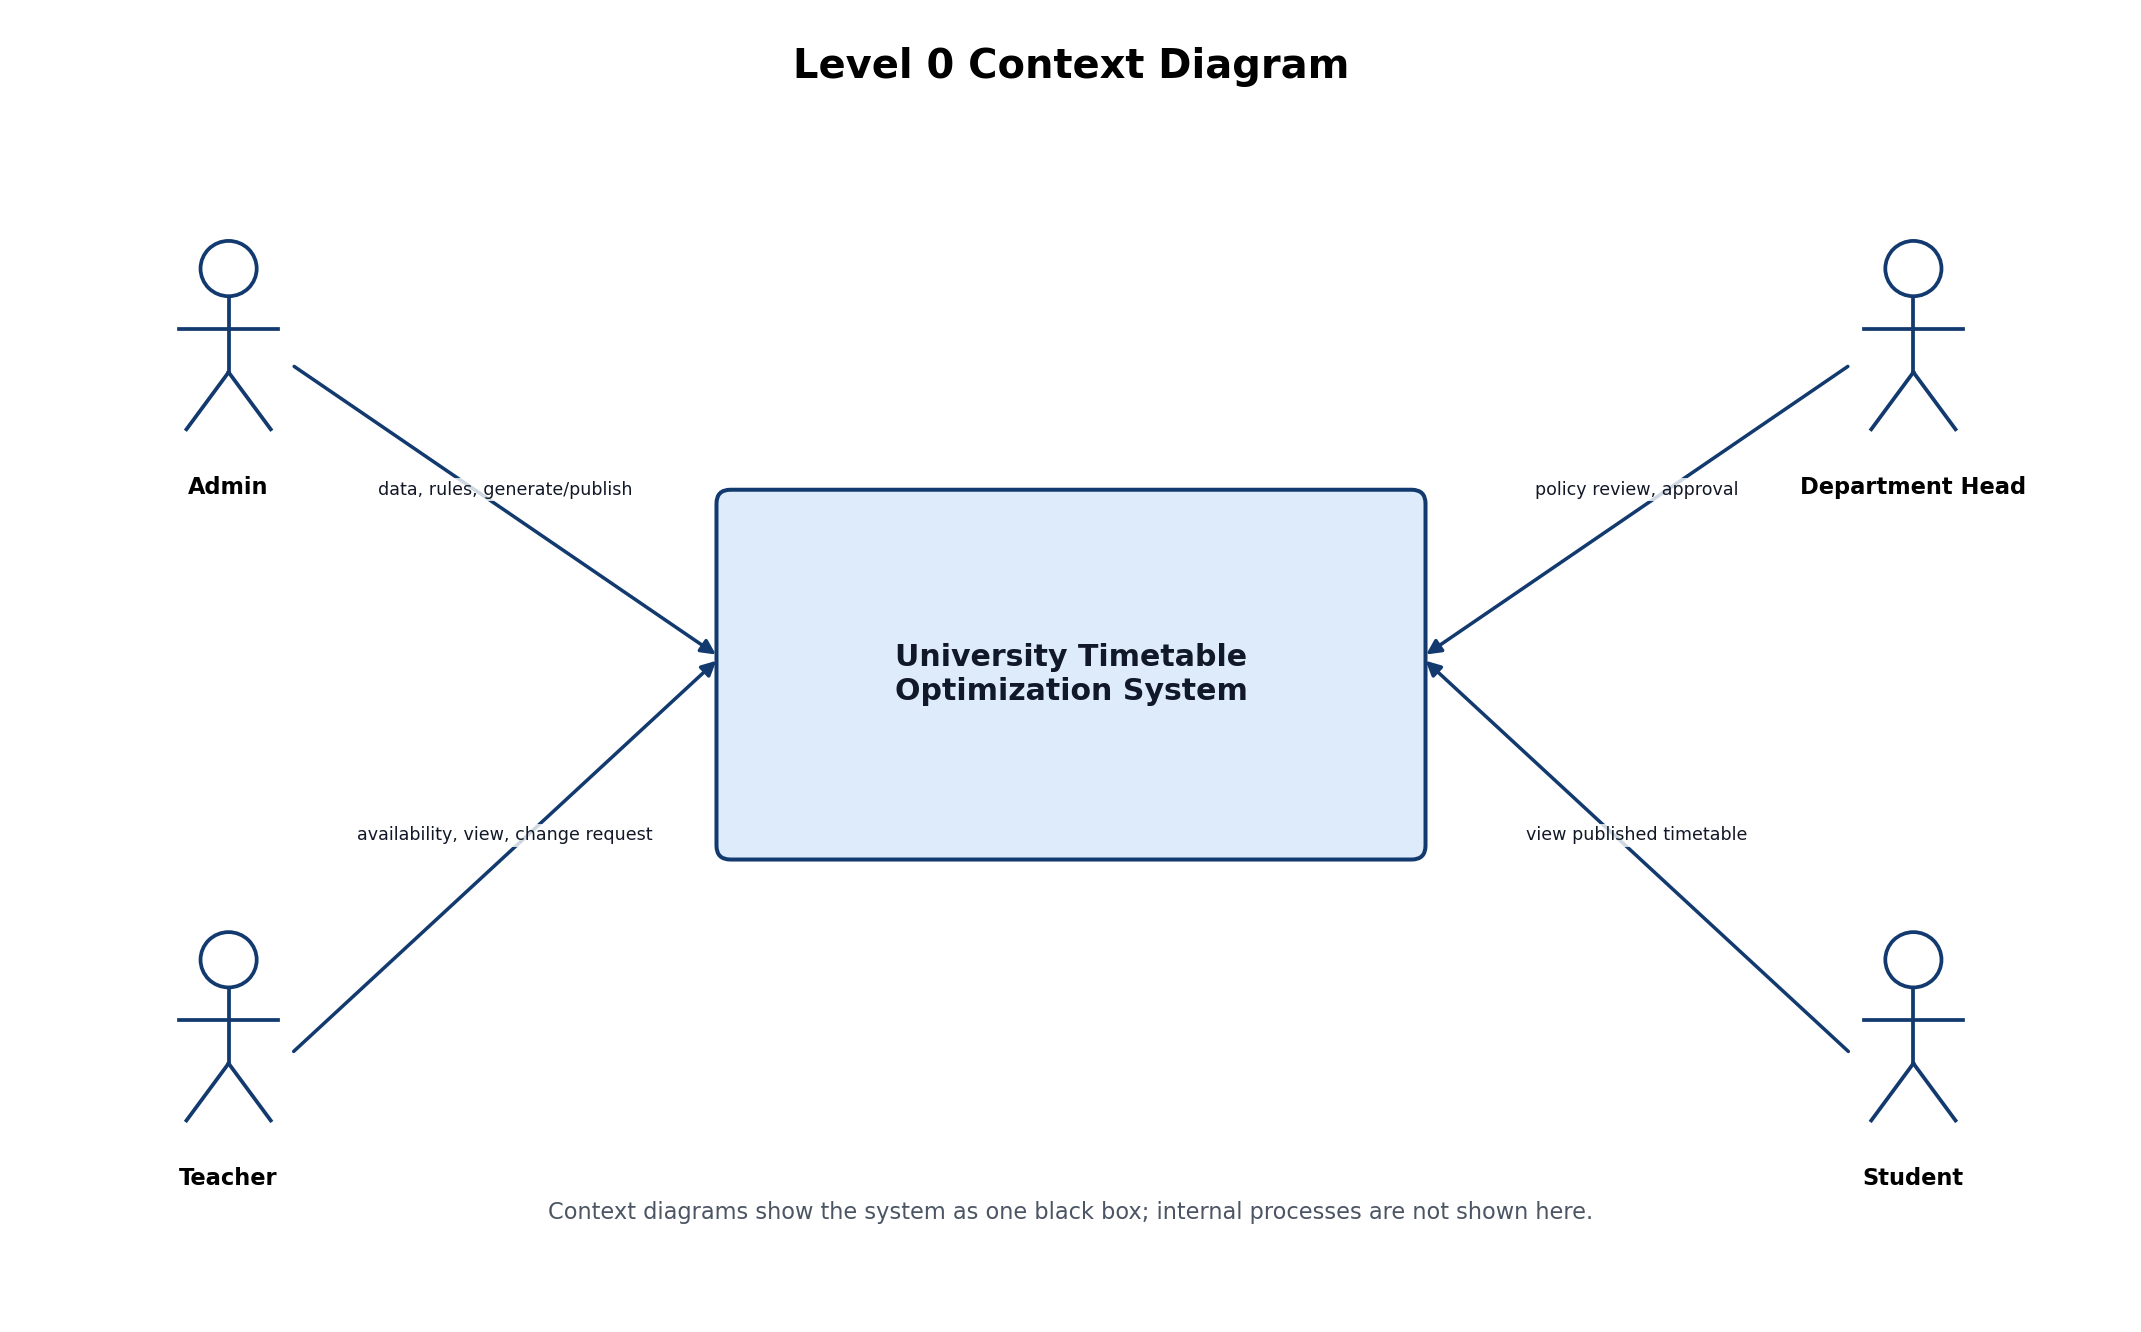 Level 0 Context Diagram
Admin
data, rules, generate/publish
policy review, approval
Department Head
University Timetable
Optimization System
availability, view, change request
view published timetable
Teacher
Student
Context diagrams show the system as one black box; internal processes are not shown here.